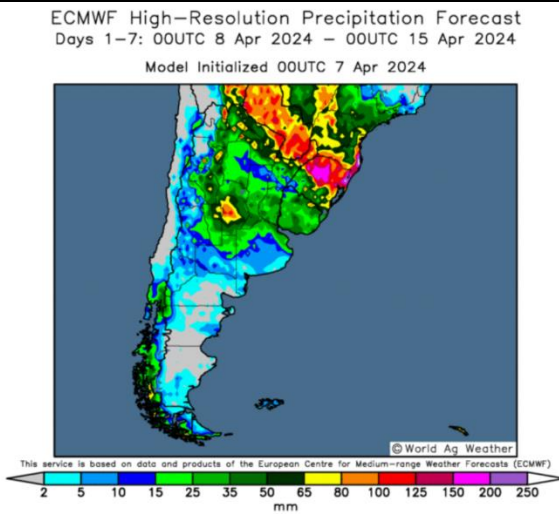 ECMWF High-Resolution Precipitation Forecast
Days 1-7: 00UTC 8 Apr 2024 - 00UTC 15 Apr 2024
Model Initialized 00UTC 7 Apr 2024
© World Ag Weather
This service is based on data and products of the European Centre for Medium-range Weather Forecasts (ECMWF)
2 5 10 15 25 35 50 65 80 100 125 150 200 250
mm